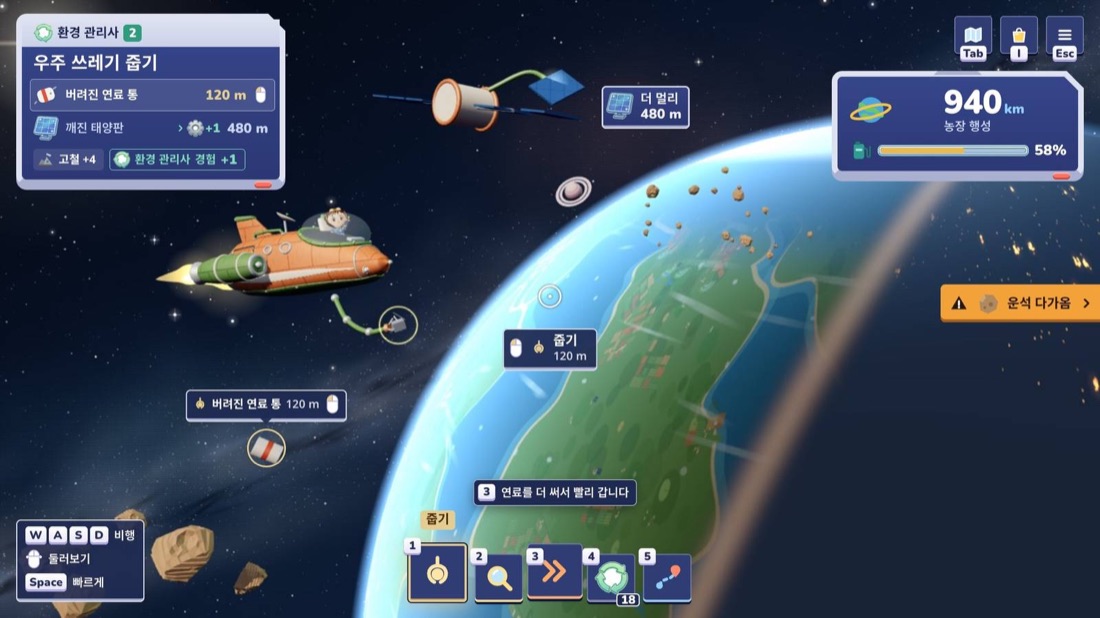 환경 관리사 2
우주 쓰레기 줍기
버려진 연료 통 120 m
깨진 태양판 › +1 480 m
고철 +4 환경 관리사 경험 +1
더 멀리
480 m
Tab I Esc
940 km
농장 행성
58%
운석 다가옴
줍기
120 m
버려진 연료 통 120 m
3 연료를 더 써서 빨리 갑니다
줍기
1 2 3 4 5
18
W A S D 비행
둘러보기
Space 빠르게